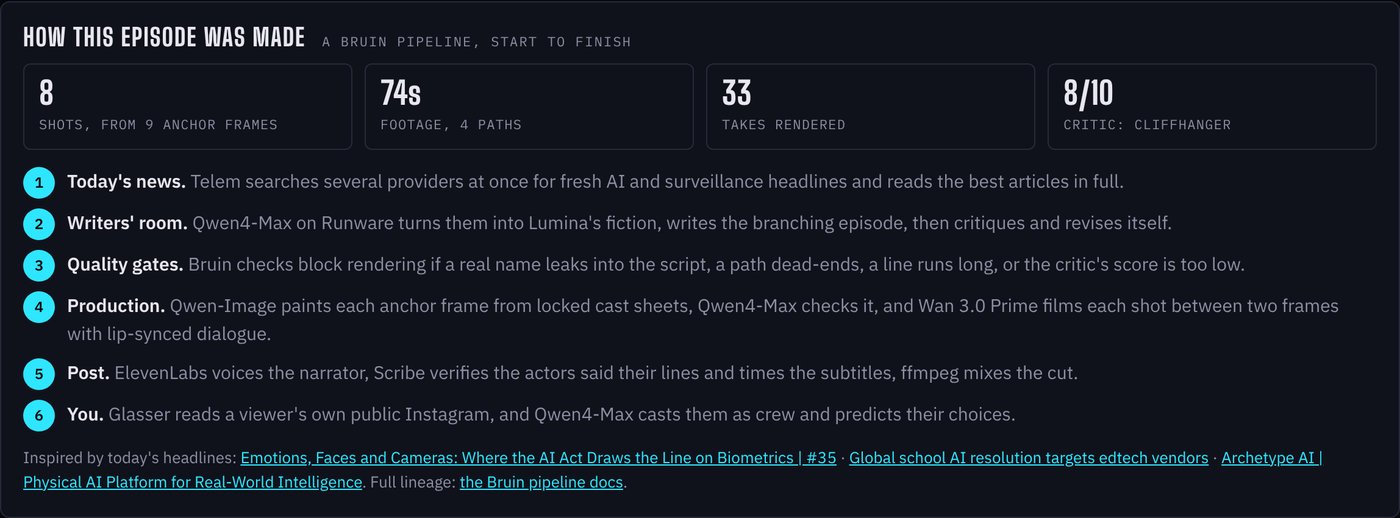 HOW THIS EPISODE WAS MADE A BRUIN PIPELINE, START TO FINISH
8
SHOTS, FROM 9 ANCHOR FRAMES
74s
FOOTAGE, 4 PATHS
33
TAKES RENDERED
8/10
CRITIC: CLIFFHANGER
1 Today's news. Telem searches several providers at once for fresh AI and surveillance headlines and reads the best articles in full.
2 Writers' room. Qwen4-Max on Runware turns them into Lumina's fiction, writes the branching episode, then critiques and revises itself.
3 Quality gates. Bruin checks block rendering if a real name leaks into the script, a path dead-ends, a line runs long, or the critic's score is too low.
4 Production. Qwen-Image paints each anchor frame from locked cast sheets, Qwen4-Max checks it, and Wan 3.0 Prime films each shot between two frames
with lip-synced dialogue.
5 Post. ElevenLabs voices the narrator, Scribe verifies the actors said their lines and times the subtitles, ffmpeg mixes the cut.
6 You. Glasser reads a viewer's own public Instagram, and Qwen4-Max casts them as crew and predicts their choices.
Inspired by today's headlines: Emotions, Faces and Cameras: Where the AI Act Draws the Line on Biometrics | #35 · Global school AI resolution targets edtech vendors · Archetype AI |
Physical AI Platform for Real-World Intelligence. Full lineage: the Bruin pipeline docs.